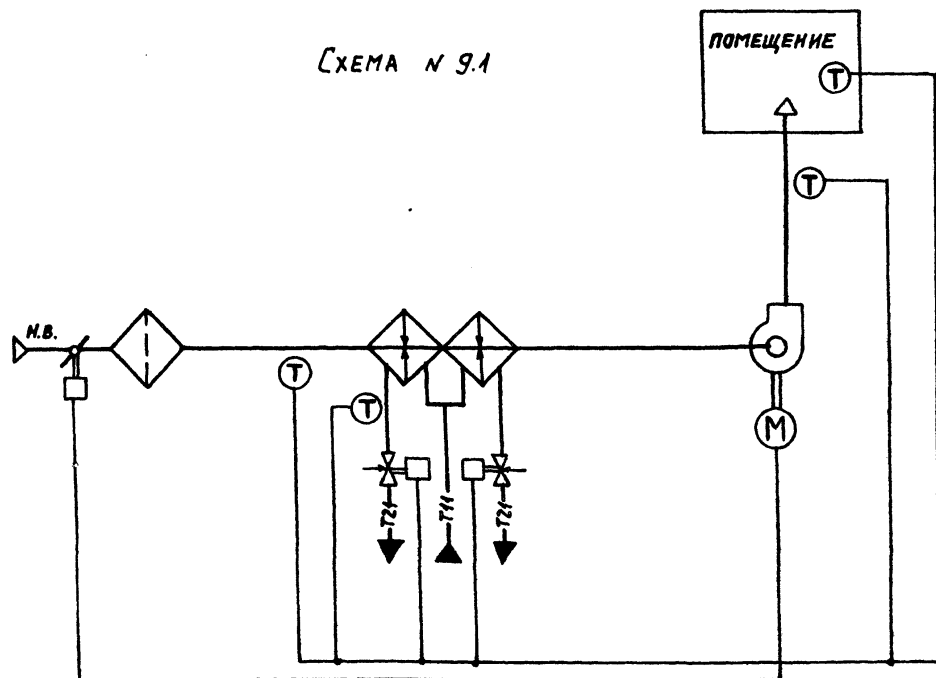 СХЕМА N 9.1
ПОМЕЩЕНИЕ
Т
Т
Н.В.
Т
Т
М
Т21
Т11
Т21